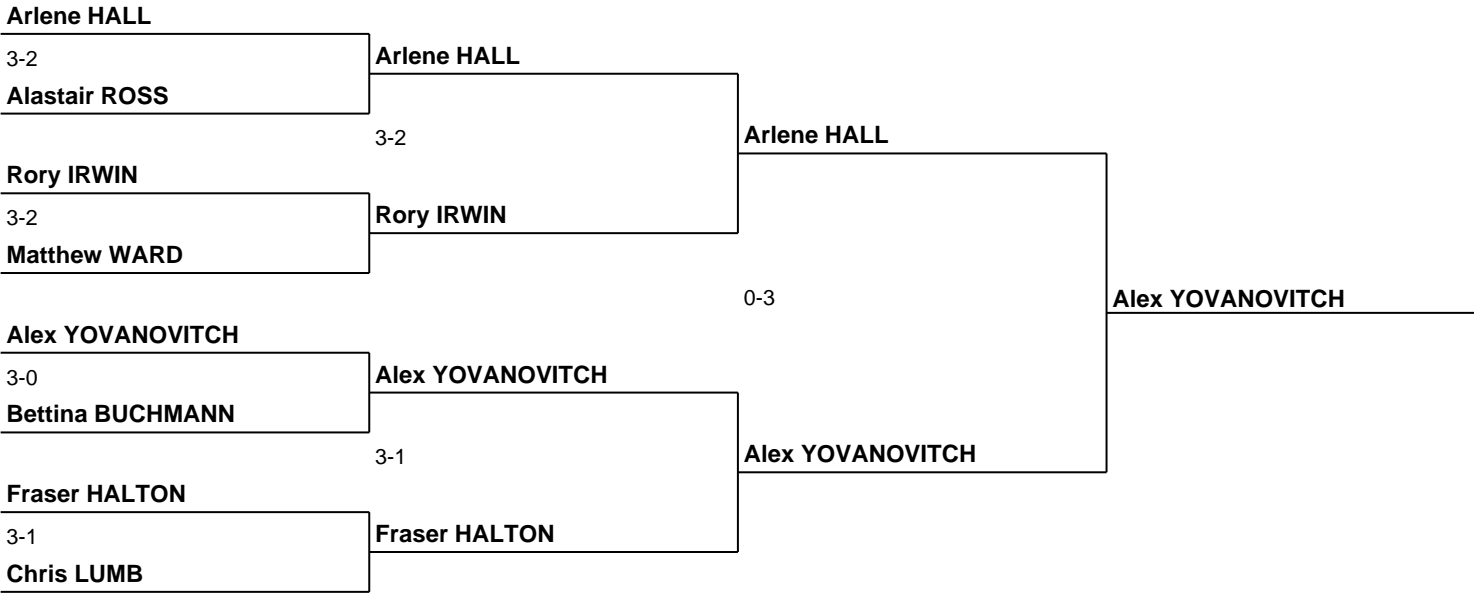 Arlene HALL
3-2
Alastair ROSS
Rory IRWIN
3-2
Matthew WARD
Alex YOVANOVITCH
3-0
Bettina BUCHMANN
Fraser HALTON
3-1
Chris LUMB
Arlene HALL
3-2
Rory IRWIN
Alex YOVANOVITCH
3-1
Fraser HALTON
Arlene HALL
0-3
Alex YOVANOVITCH
Alex YOVANOVITCH